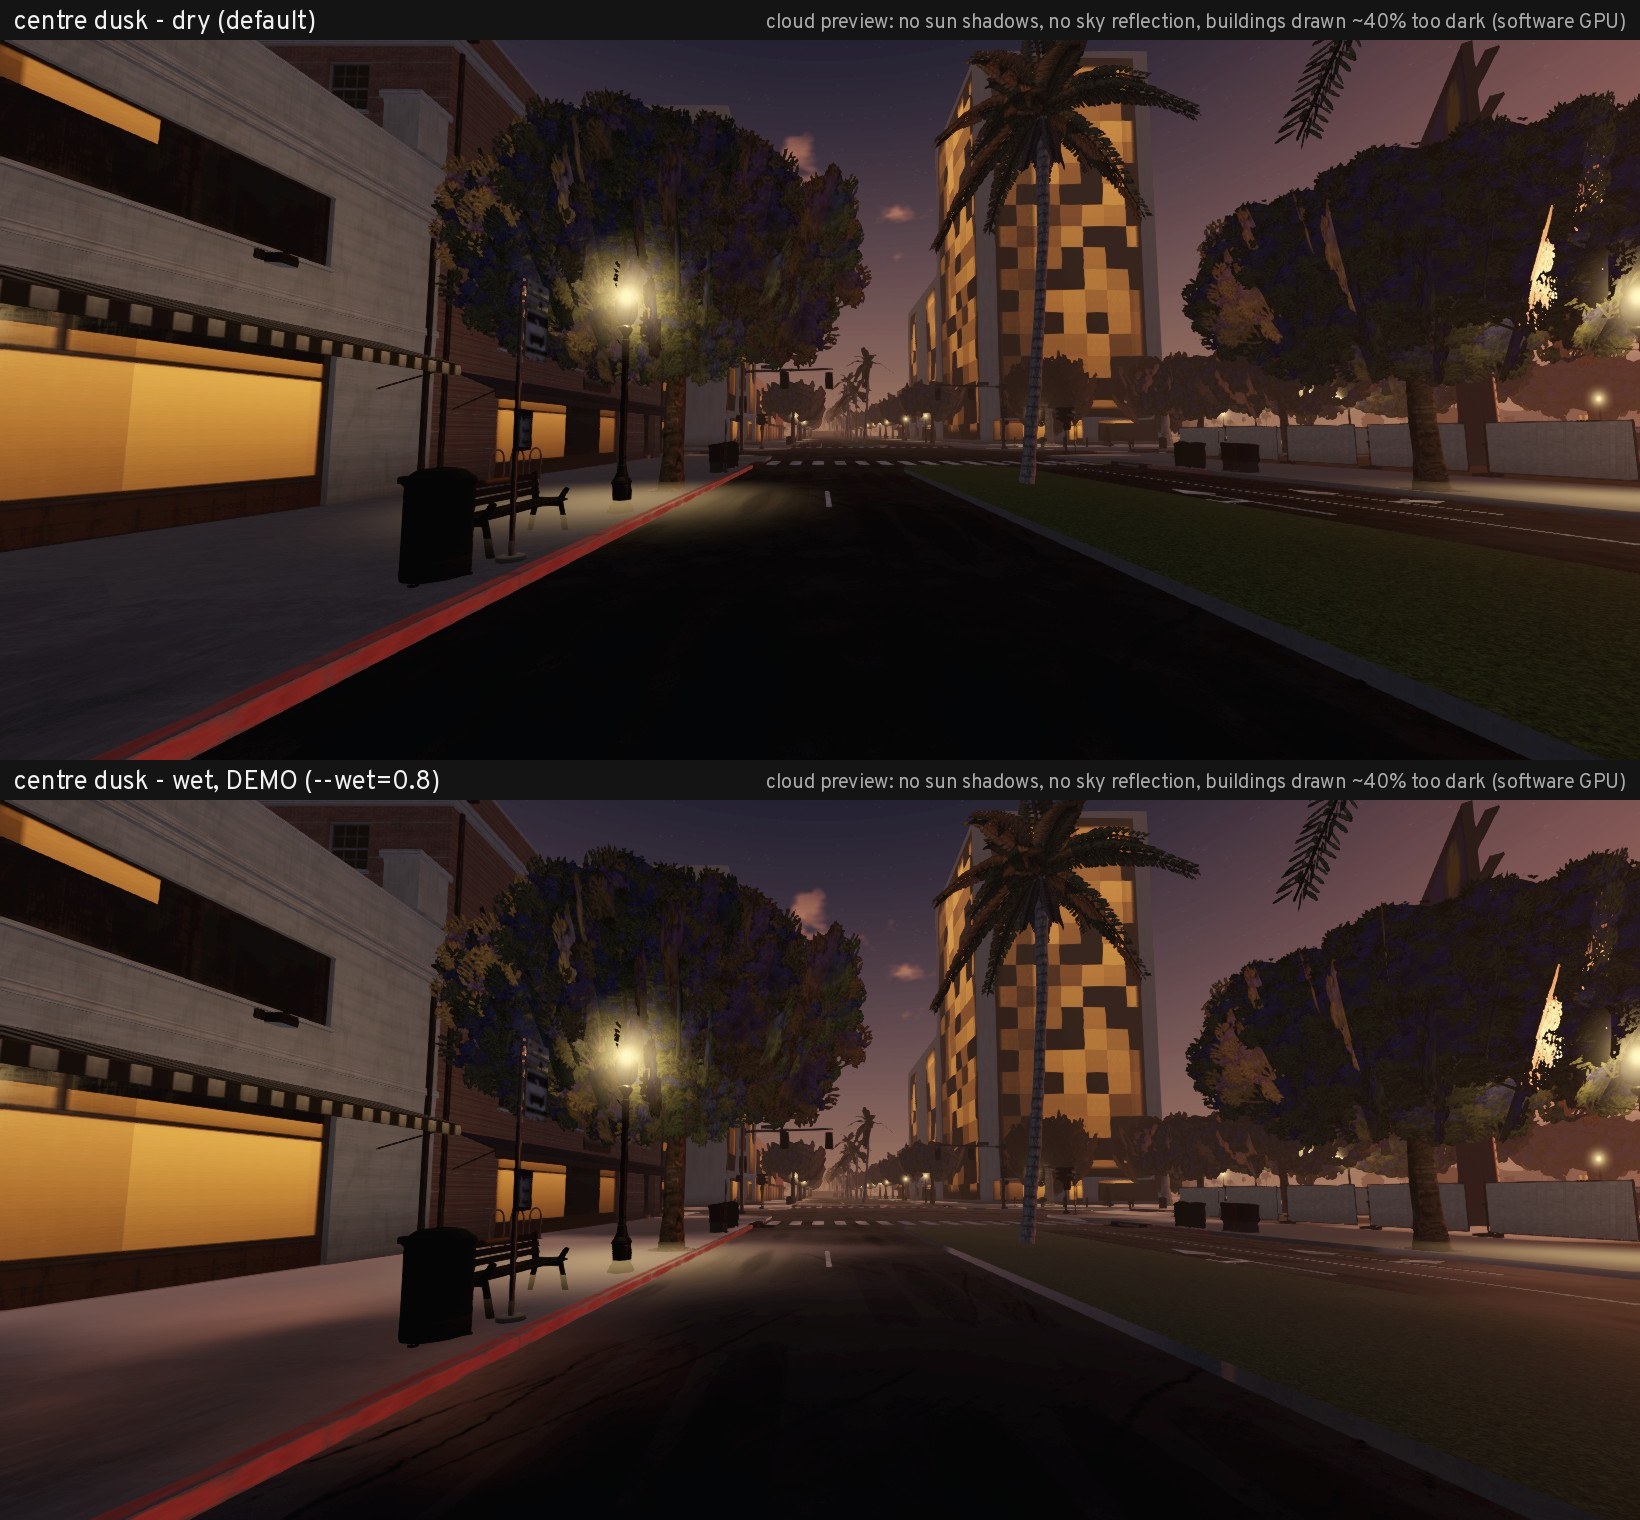 centre dusk - dry (default)
cloud preview: no sun shadows, no sky reflection, buildings drawn ~40% too dark (software GPU)
centre dusk - wet, DEMO (--wet=0.8)
cloud preview: no sun shadows, no sky reflection, buildings drawn ~40% too dark (software GPU)